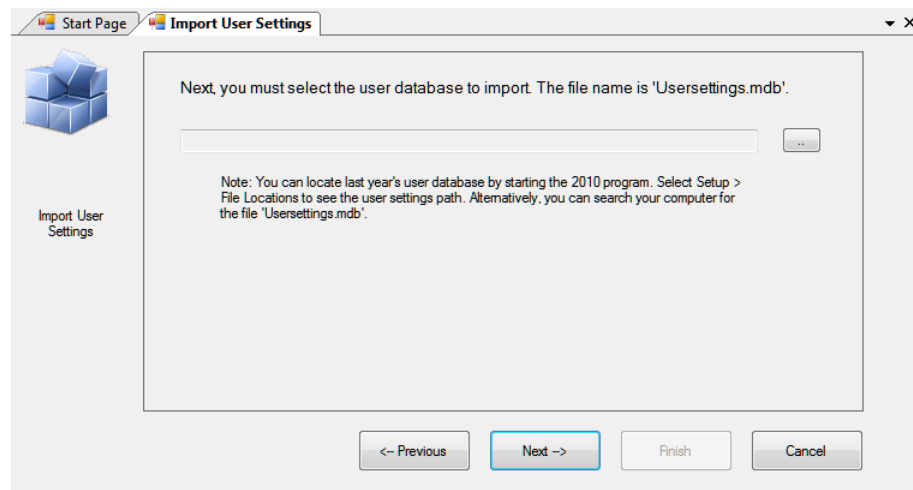 Start Page
Import User Settings
Next, you must select the user database to import. The file name is 'Usersettings.mdb'.
..
Note: You can locate last year's user database by starting the 2010 program. Select Setup >
File Locations to see the user settings path. Alternatively, you can search your computer for
the file 'Usersettings.mdb'.
Import User
Settings
<-- Previous
Next -->
Finish
Cancel